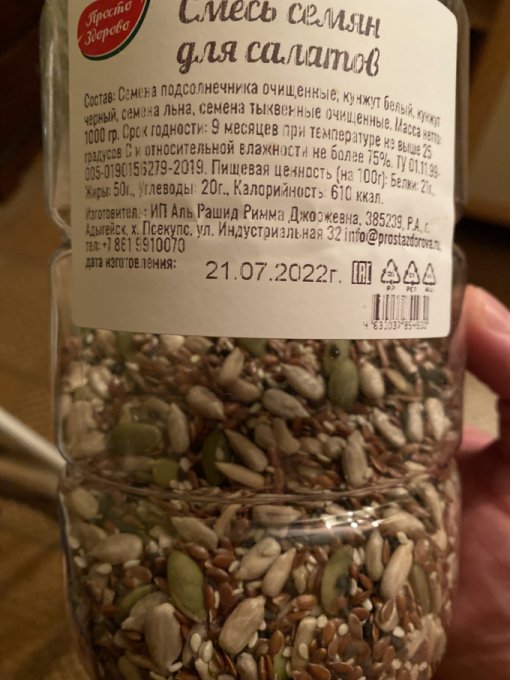 Просто
Здорово
Смесь семян
для салатов
Состав: Семена подсолнечника очищенные, кунжут белый, кунжут
черный, семена льна, семена тыквенные очищенные. Масса нетто:
1000 гр. Срок годности: 9 месяцев при температуре не выше 25
градусов С и относительной влажности не более 75%. ТУ 01.11.99-
005-0190156279-2019. Пищевая ценность (на 100г): Белки: 21г,
Жиры: 50г., Углеводы: 20г., Калорийность: 610 ккал.
Изготовитель: ИП Аль Рашид Римма Джоржевна, 385239, Р.А., г.
Адыгейск, х. Псекупс, ул. Индустриальная 32 info@prostazdorova.ru
тел: +7 861 9910070
дата изготовления: 21.07.2022г. EAC